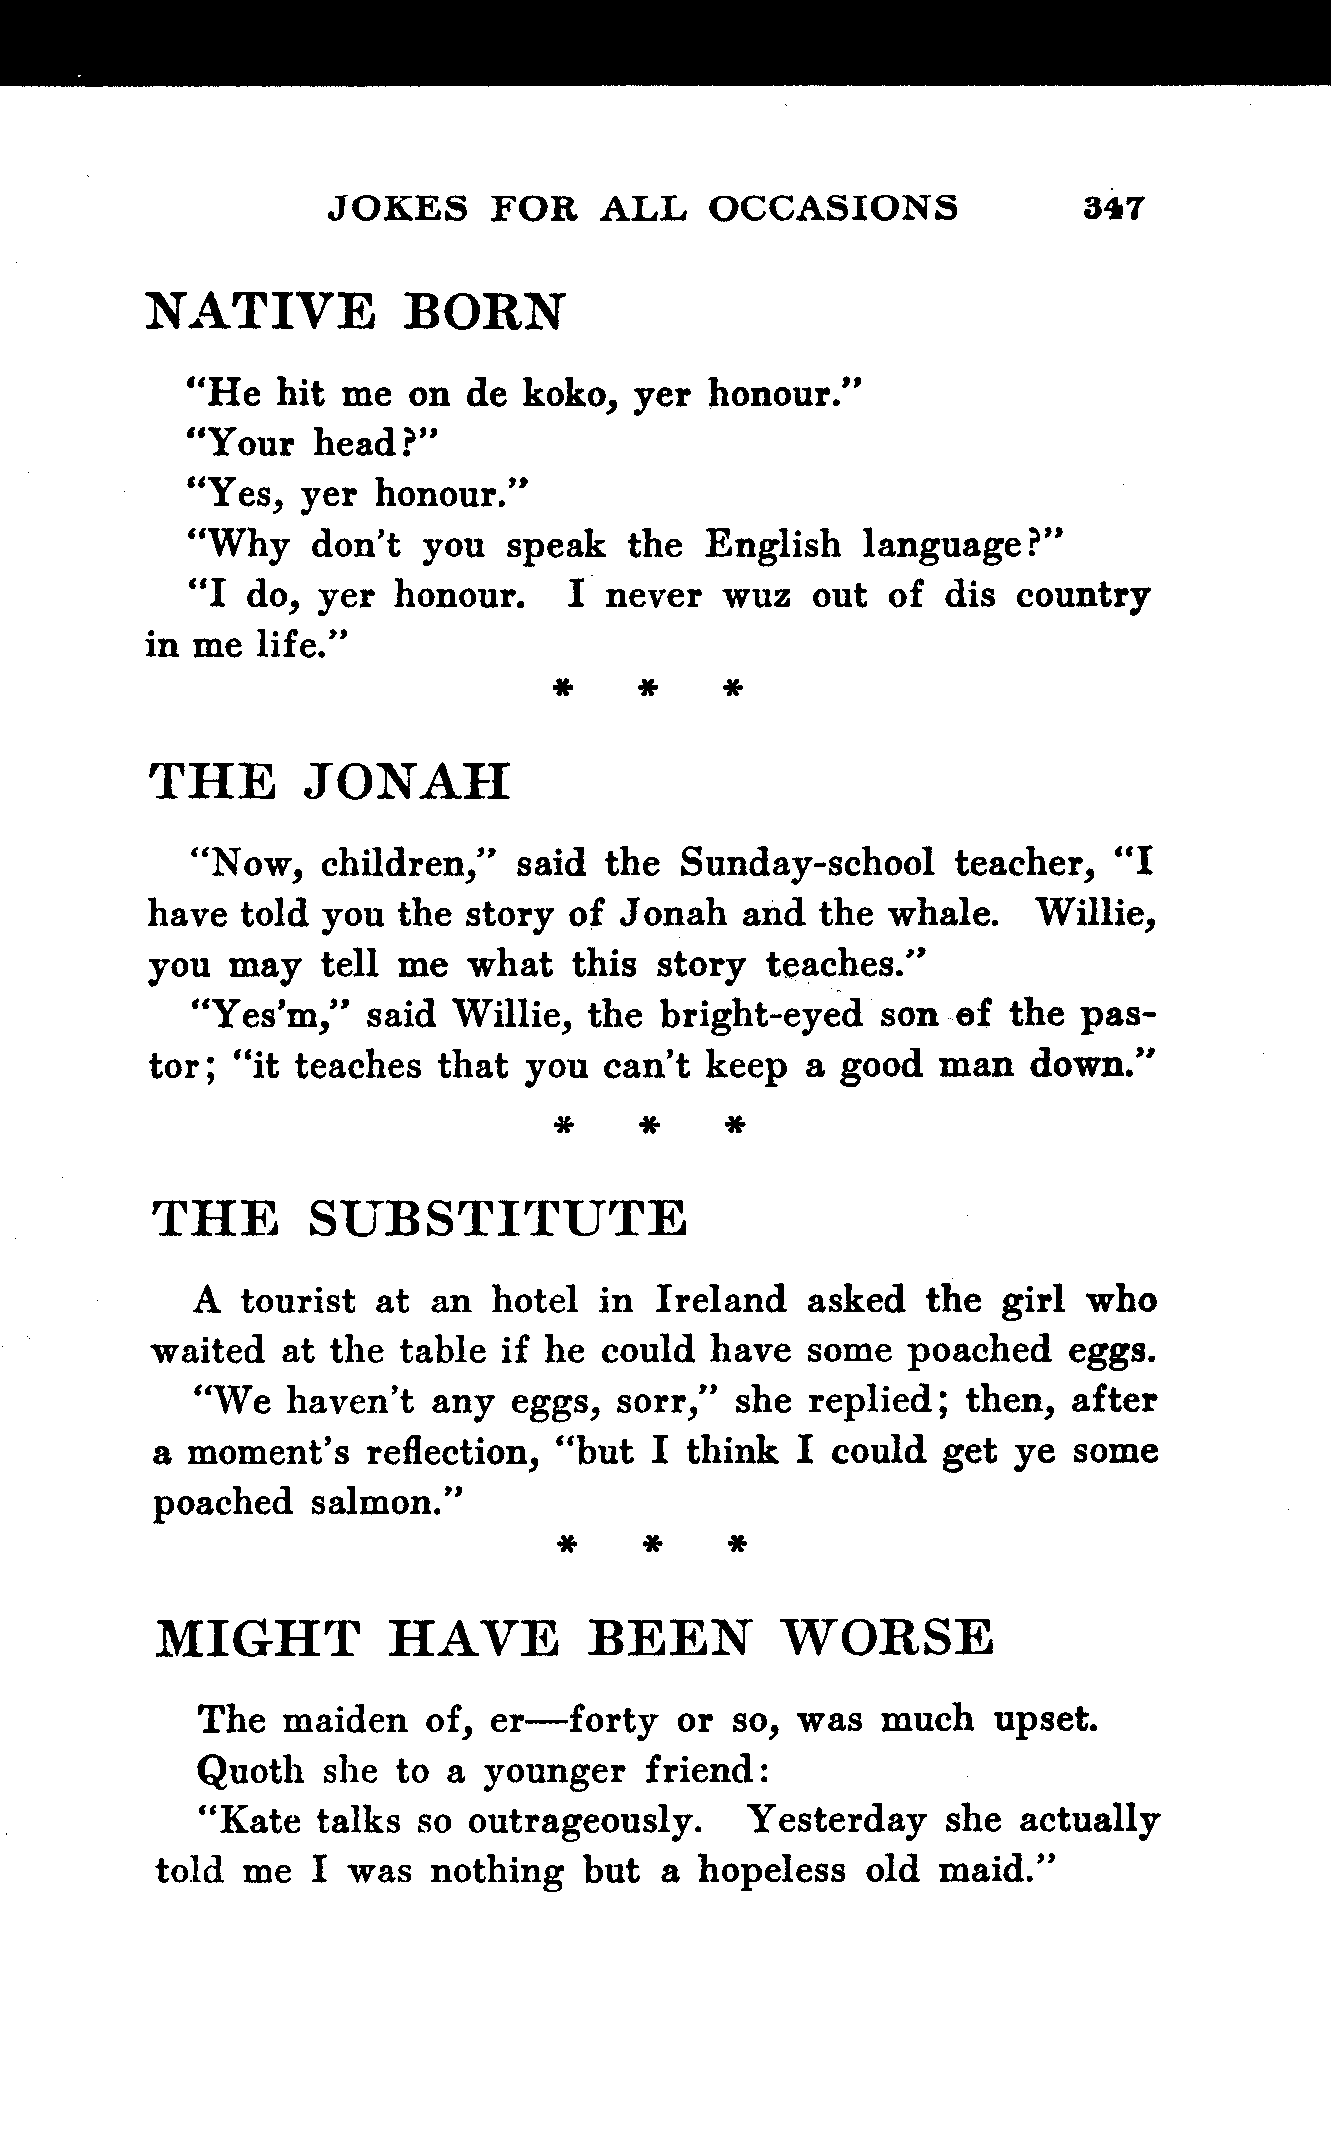 JOKES FOR ALL OCCASIONS 347
NATIVE BORN
“He hit me on de koko, yer honour.”
“Your head?”
“Yes, yer honour.”
“Why don't you speak the English language?”
“I do, yer honour. I never wuz out of dis country
in me life.”
* * *
THE JONAH
“Now, children,” said the Sunday-school teacher, “I
have told you the story of Jonah and the whale. Willie,
you may tell me what this story teaches.”
“Yes'm,” said Willie, the bright-eyed son of the pas-
tor; “it teaches that you can't keep a good man down.”
* * *
THE SUBSTITUTE
A tourist at an hotel in Ireland asked the girl who
waited at the table if he could have some poached eggs.
“We haven't any eggs, sorr,” she replied; then, after
a moment's reflection, “but I think I could get ye some
poached salmon.”
* * *
MIGHT HAVE BEEN WORSE
The maiden of, er—forty or so, was much upset.
Quoth she to a younger friend:
“Kate talks so outrageously. Yesterday she actually
told me I was nothing but a hopeless old maid.”